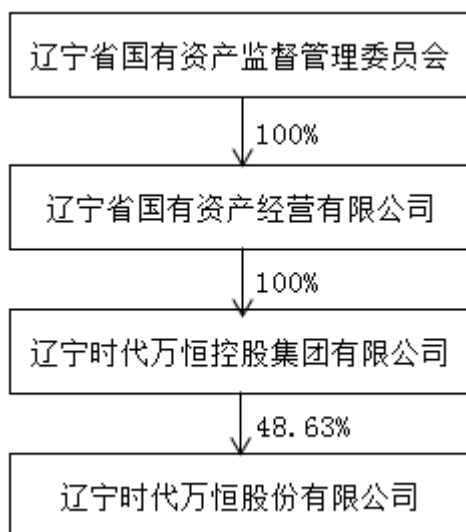 辽宁省国有资产监督管理委员会
100%
辽宁省国有资产经营有限公司
100%
辽宁时代万恒控股集团有限公司
48.63%
辽宁时代万恒股份有限公司